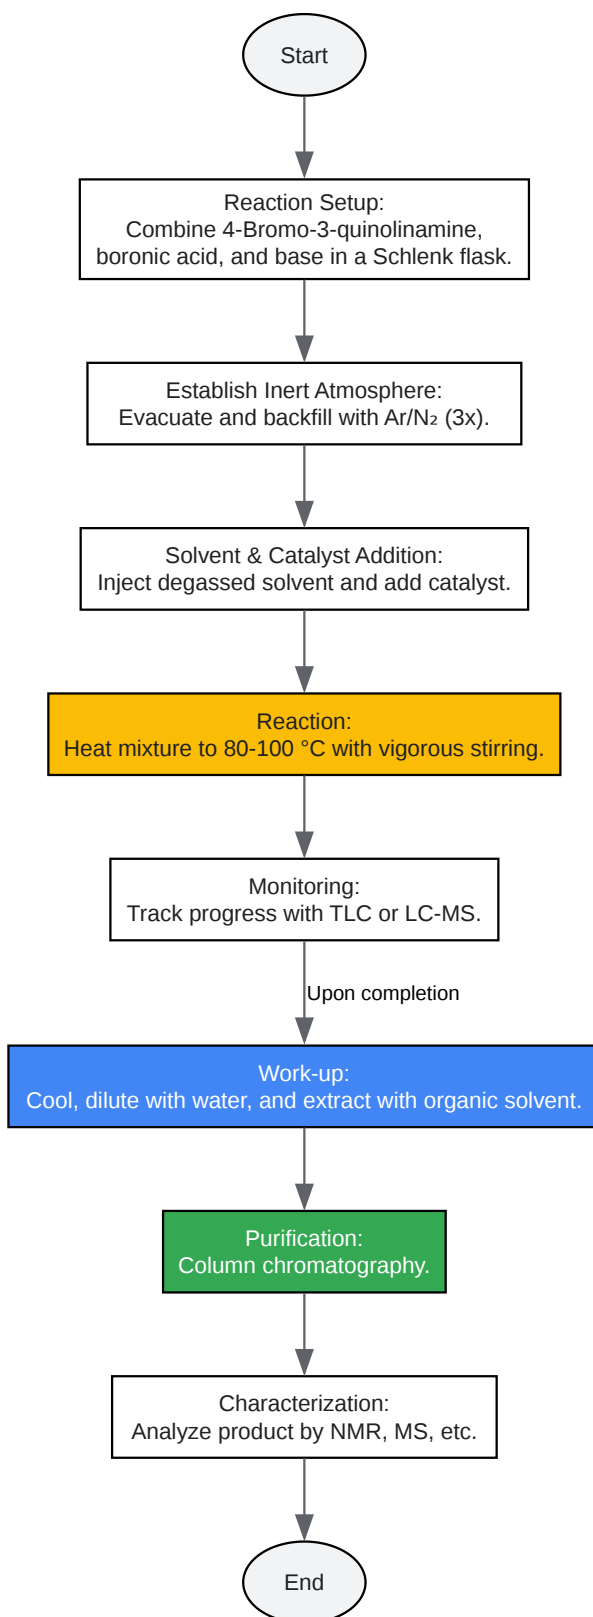 Start
Reaction Setup:
Combine 4-Bromo-3-quinolinamine,
boronic acid, and base in a Schlenk flask.
Establish Inert Atmosphere:
Evacuate and backfill with Ar/N₂ (3x).
Solvent & Catalyst Addition:
Inject degassed solvent and add catalyst.
Reaction:
Heat mixture to 80-100 °C with vigorous stirring.
Monitoring:
Track progress with TLC or LC-MS.
Upon completion
Work-up:
Cool, dilute with water, and extract with organic solvent.
Purification:
Column chromatography.
Characterization:
Analyze product by NMR, MS, etc.
End